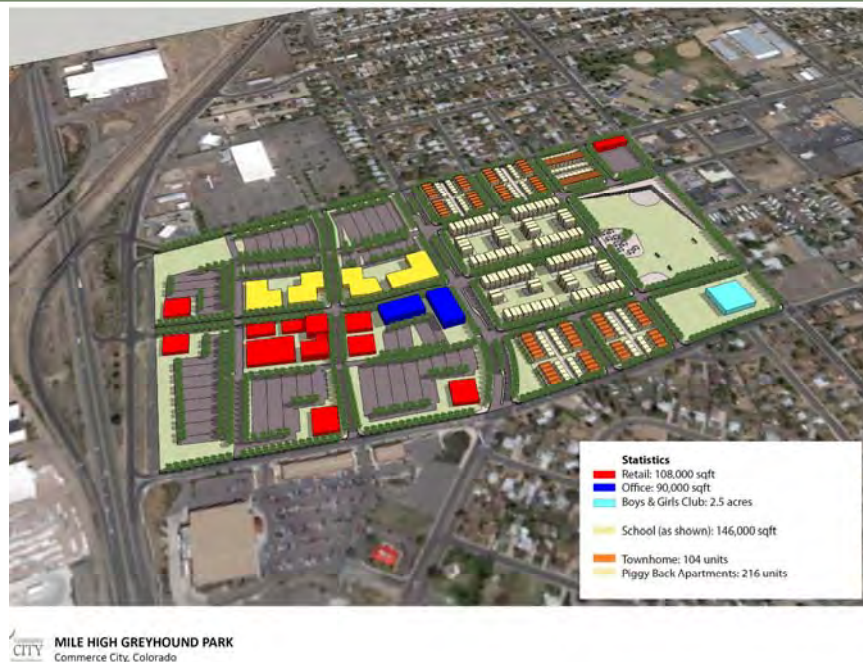 Statistics
Retail: 108,000 sqft
Office: 90,000 sqft
Boys & Girls Club: 2.5 acres
School (as shown): 146,000 sqft
Townhome: 104 units
Piggy Back Apartments: 216 units
CITY
MILE HIGH GREYHOUND PARK
Commerce City, Colorado